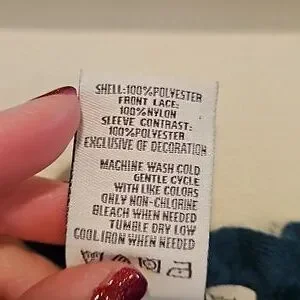 SHELL:100%POLYESTER
FRONT LACE:
100%NYLON
SLEEVE CONTRAST:
100%POLYESTER
EXCLUSIVE OF DECORATION
MACHINE WASH COLD
GENTLE CYCLE
WITH LIKE COLORS
ONLY NON-CHLORINE
BLEACH WHEN NEEDED
TUMBLE DRY LOW
COOL IRON WHEN NEEDED